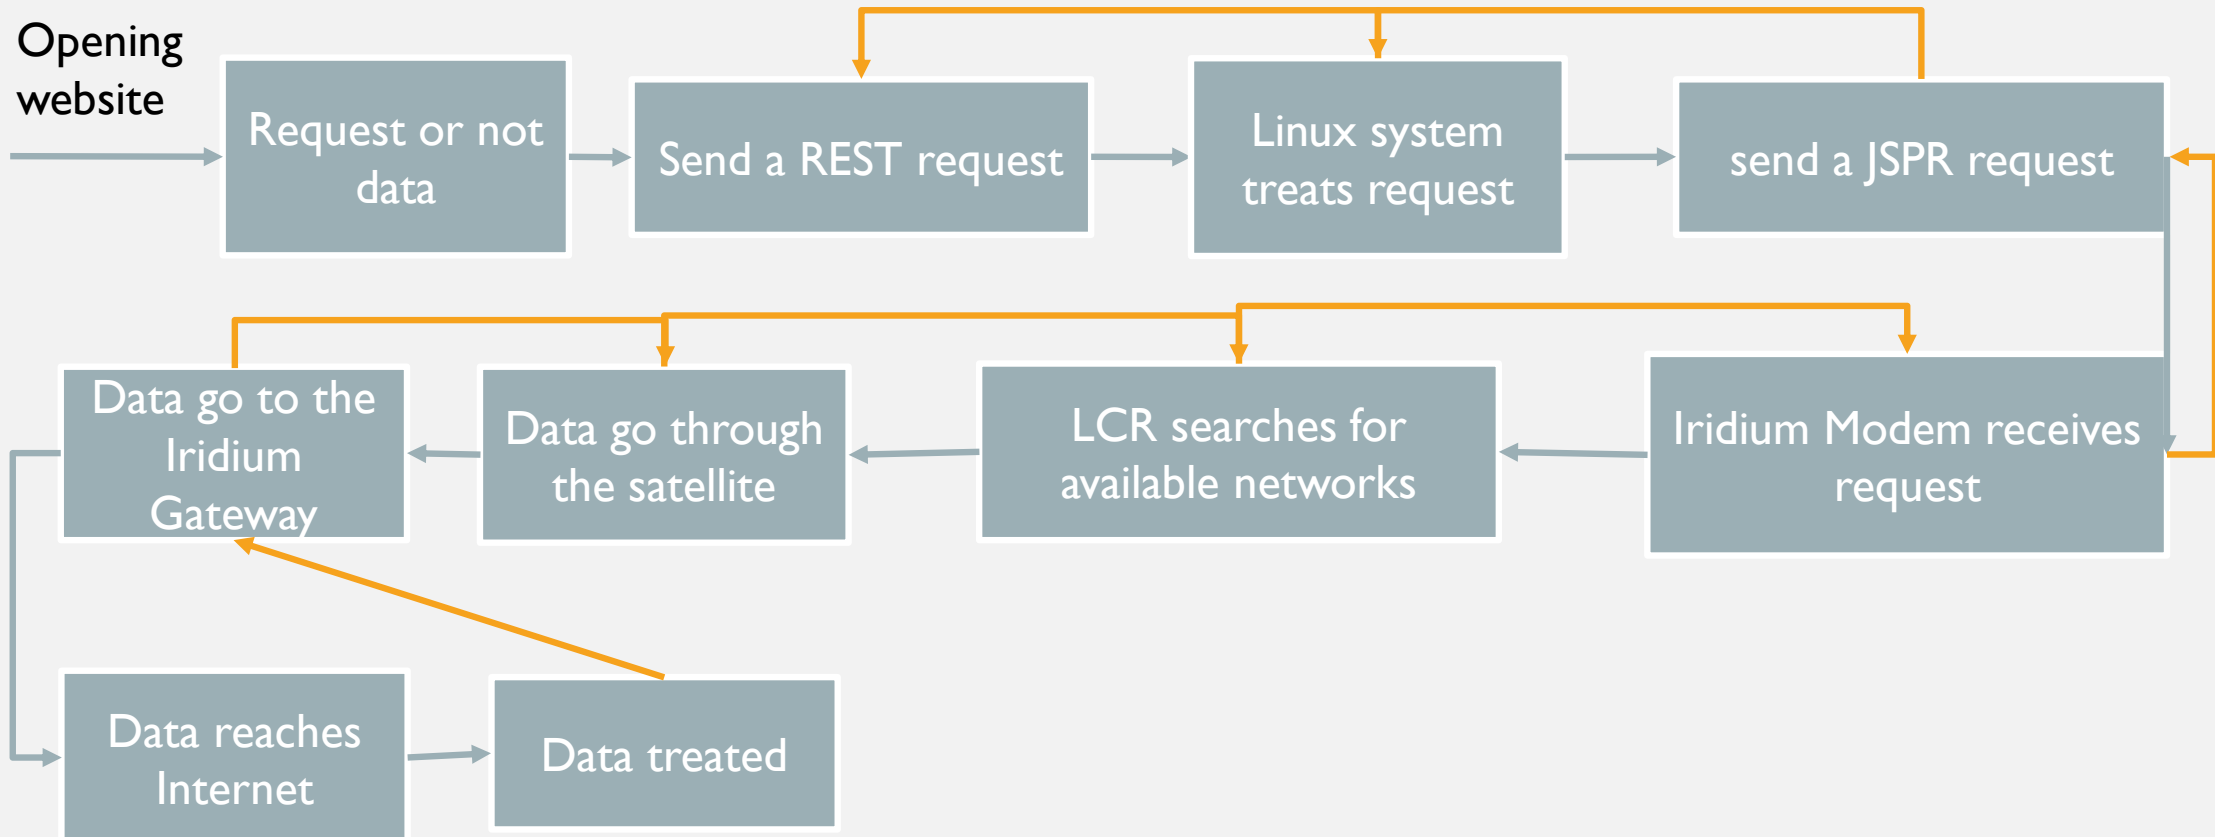 Opening
website
Request or not
data
Send a REST request
Linux system
treats request
send a JSPR request
Data go to the
Iridium
Gateway
Data go through
the satellite
LCR searches for
available networks
Iridium Modem receives
request
Data reaches
Internet
Data treated